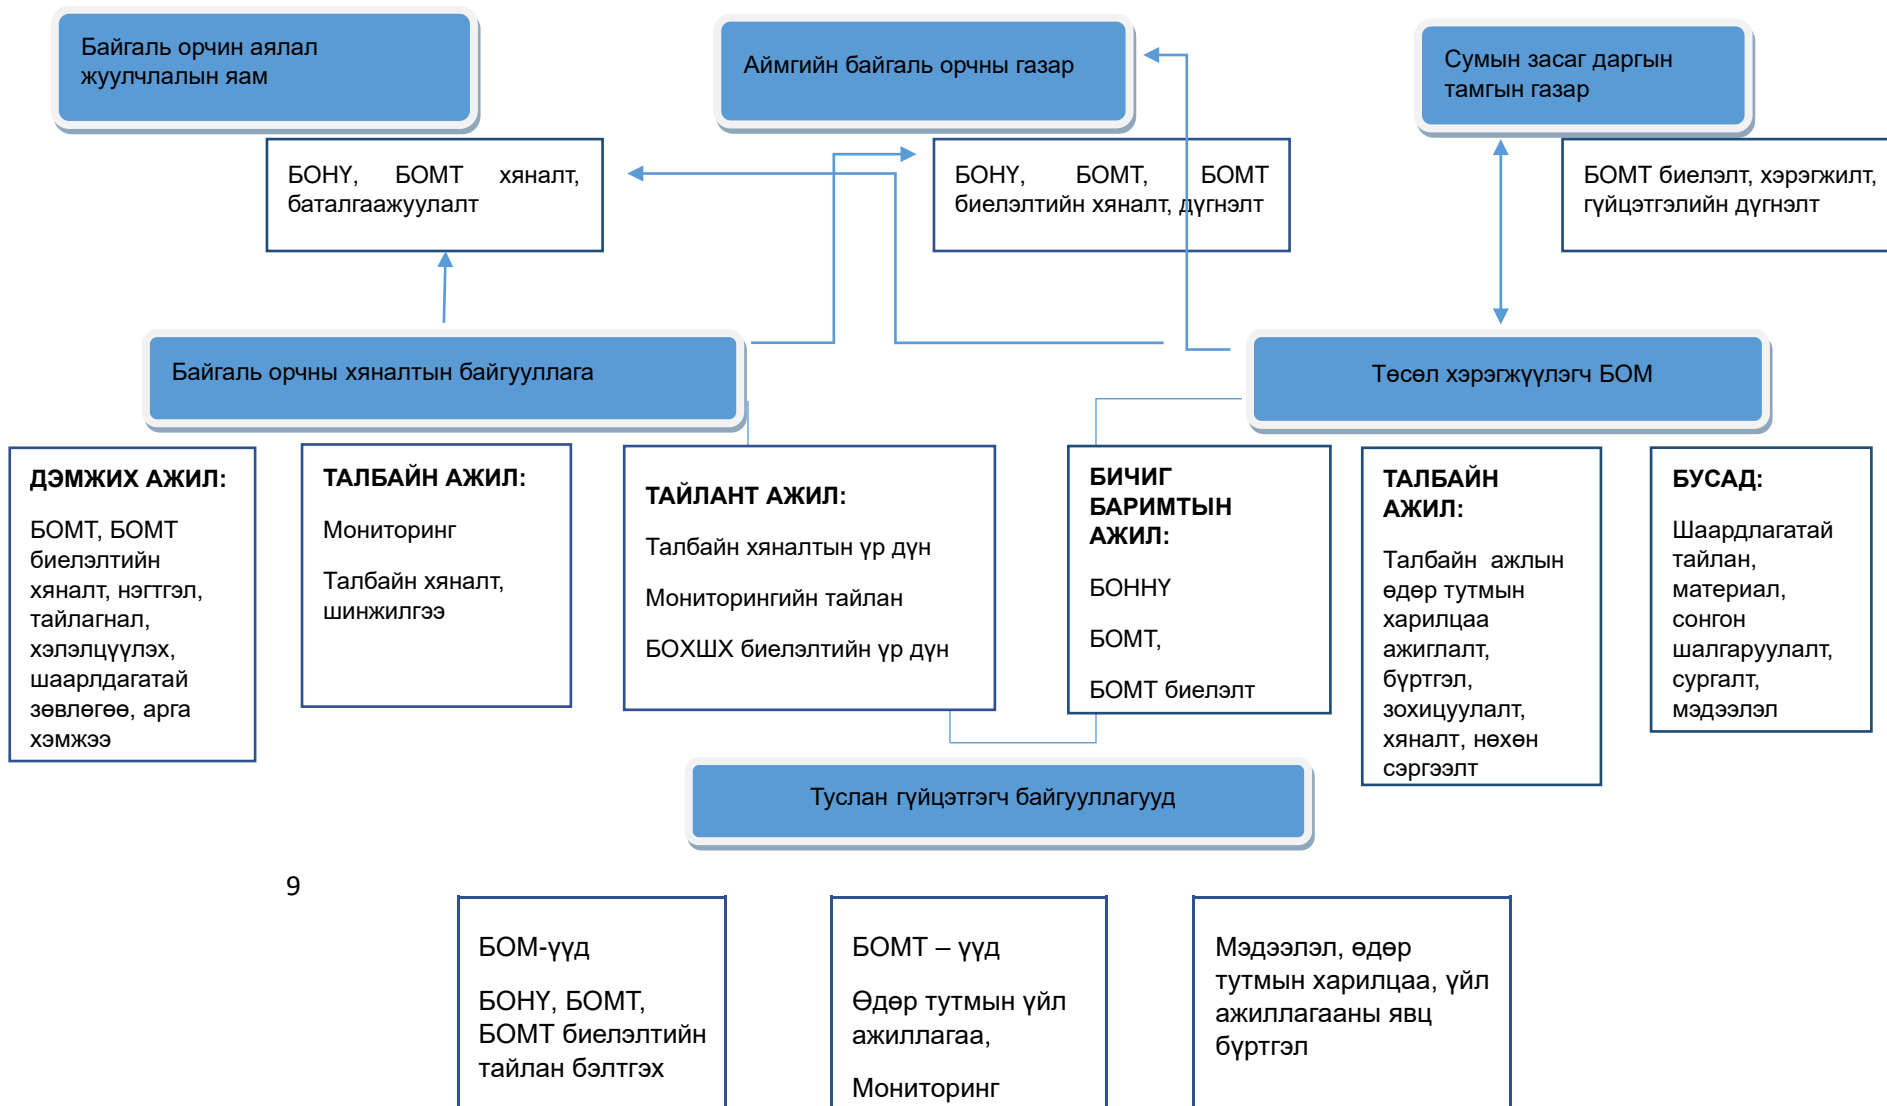 Байгаль орчин аялал
жуулчлалын яам
Аймгийн байгаль орчны газар
Сумын засаг даргын
тамгын газар
БОНҮ, БОМТ хяналт,
баталгаажуулалт
БОНҮ, БОМТ, БОМТ
биелэлтийн хяналт, дүгнэлт
БОМТ биелэлт, хэрэгжилт,
гүйцэтгэлийн дүгнэлт
Байгаль орчны хяналтын байгууллага
Төсөл хэрэгжүүлэгч БОМ
ДЭМЖИХ АЖИЛ:
БОМТ, БОМТ
биелэлтийн
хяналт, нэгтгэл,
тайлагнал,
хэлэлцүүлэх,
шаарлдагатай
зөвлөгөө, арга
хэмжээ
ТАЛБАЙН АЖИЛ:
Мониторинг
Талбайн хяналт,
шинжилгээ
ТАЙЛАНТ АЖИЛ:
Талбайн хяналтын үр дүн
Мониторингийн тайлан
БОХШХ биелэлтийн үр дүн
БИЧИГ
БАРИМТЫН
АЖИЛ:
БОННҮ
БОМТ,
БОМТ биелэлт
ТАЛБАЙН
АЖИЛ:
Талбайн ажлын
өдөр тутмын
харилцаа
ажиглалт,
бүртгэл,
зохицуулалт,
хяналт, нөхөн
сэргээлт
БУСАД:
Шаардлагатай
тайлан,
материал,
сонгон
шалгаруулалт,
сургалт,
мэдээлэл
Туслан гүйцэтгэгч байгууллагууд
9
БОМ-үүд
БОНҮ, БОМТ,
БОМТ биелэлтийн
тайлан бэлтгэх
БОМТ – үүд
Өдөр тутмын үйл
ажиллагаа,
Мониторинг
Мэдээлэл, өдөр
тутмын харилцаа, үйл
ажиллагааны явц
бүртгэл